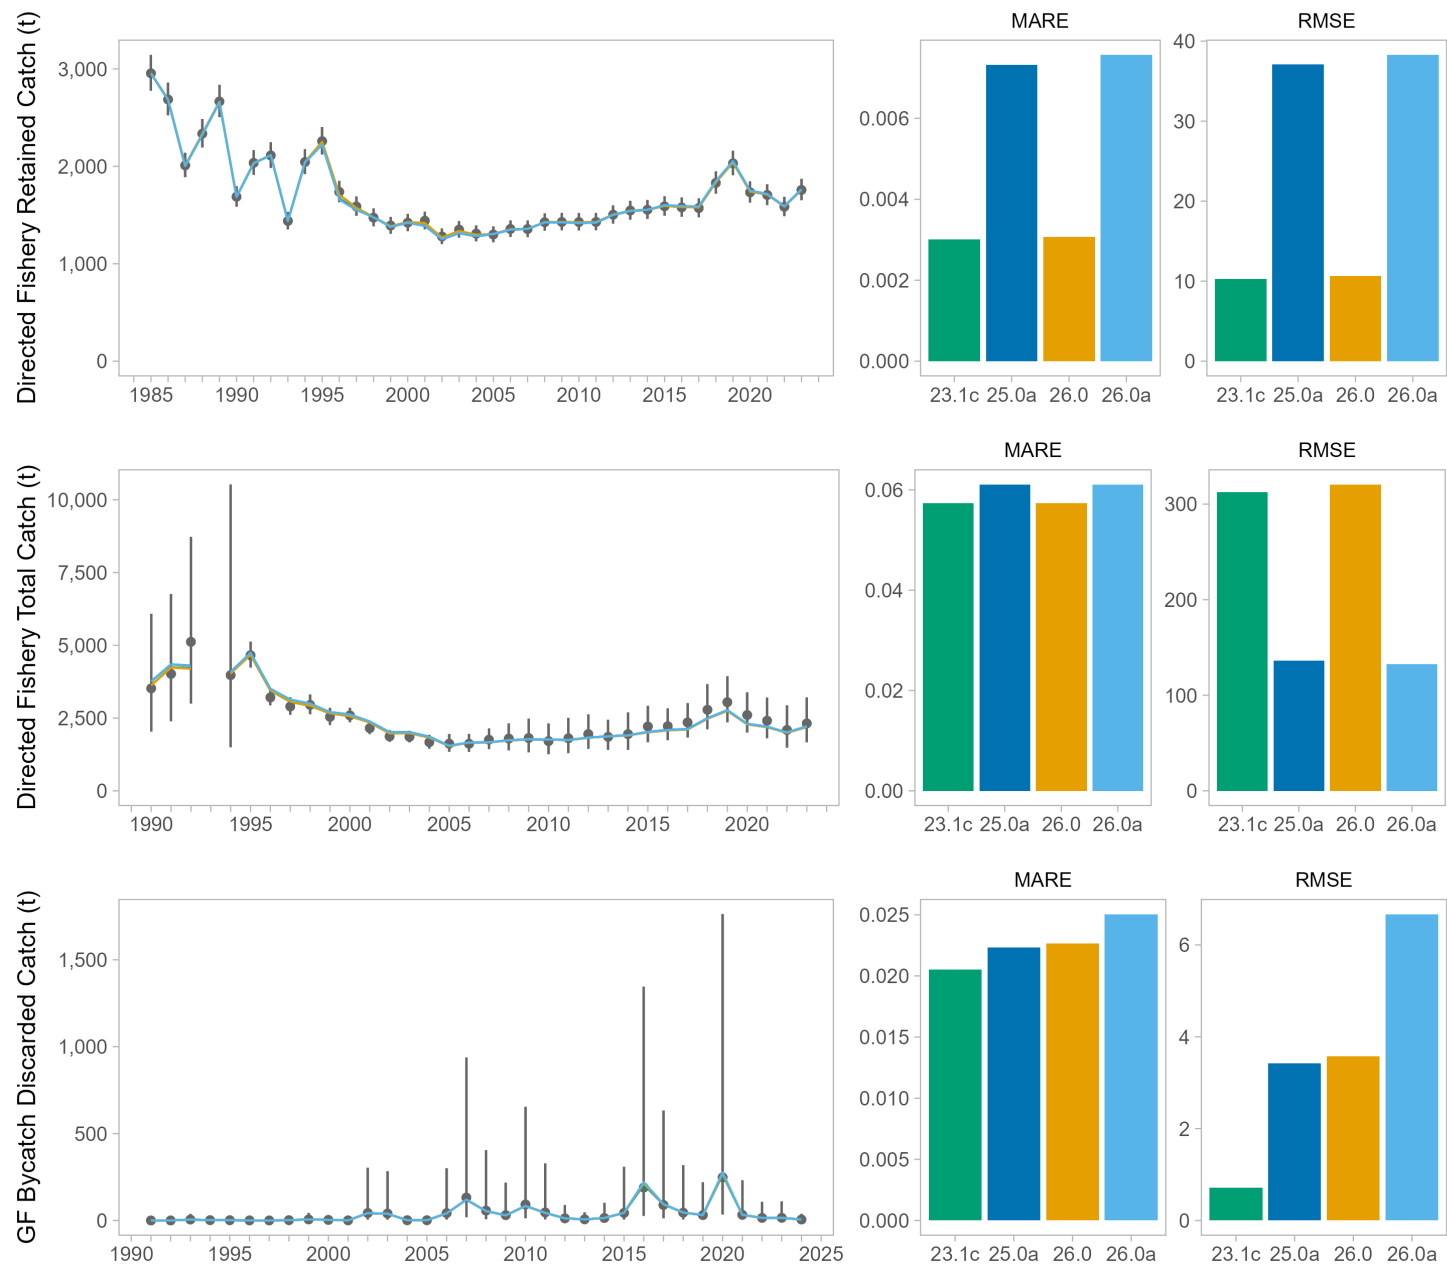 Directed Fishery Retained Catch (t)
3,000
2,000
1,000
0
1985 1990 1995 2000 2005 2010 2015 2020
MARE
0.006
0.004
0.002
0.000
23.1c 25.0a 26.0 26.0a
RMSE
40
30
20
10
0
23.1c 25.0a 26.0 26.0a
Directed Fishery Total Catch (t)
10,000
7,500
5,000
2,500
0
1990 1995 2000 2005 2010 2015 2020
MARE
0.06
0.04
0.02
0.00
23.1c 25.0a 26.0 26.0a
RMSE
300
200
100
0
23.1c 25.0a 26.0 26.0a
GF Bycatch Discarded Catch (t)
1,500
1,000
500
0
1990 1995 2000 2005 2010 2015 2020 2025
MARE
0.025
0.020
0.015
0.010
0.005
0.000
23.1c 25.0a 26.0 26.0a
RMSE
6
4
2
0
23.1c 25.0a 26.0 26.0a